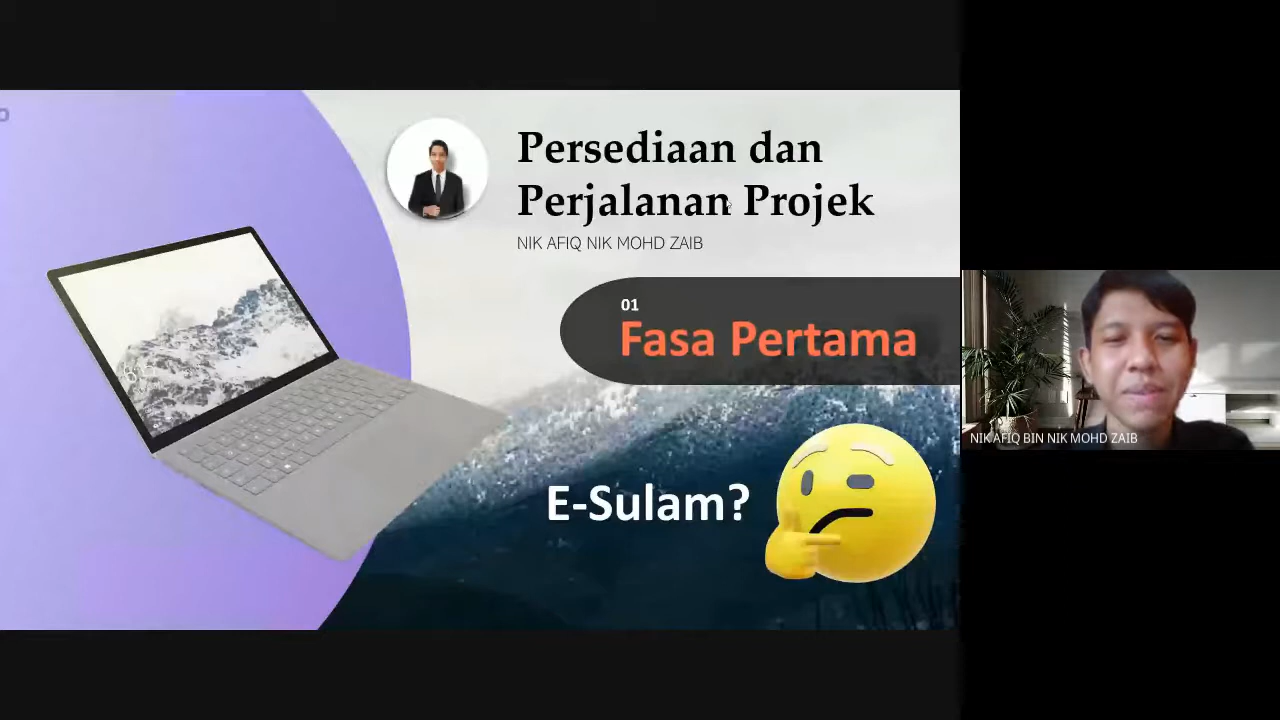 Persediaan dan
Perjalanan Projek
NIK AFIQ NIK MOHD ZAIB
01
Fasa Pertama
E-Sulam?
NIK AFIQ BIN NIK MOHD ZAIB